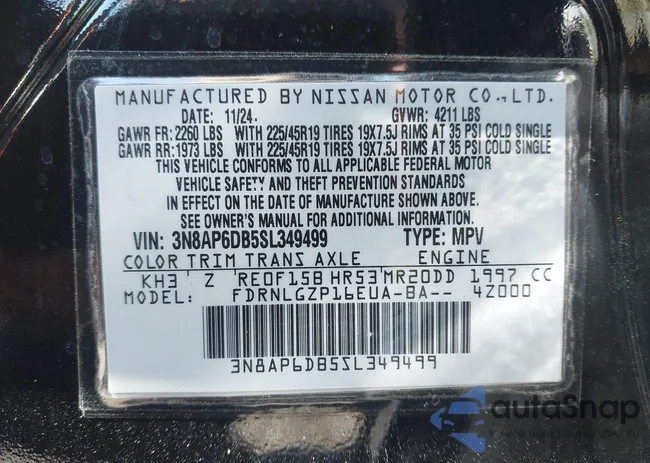 MANUFACTURED BY NISSAN MOTOR CO.,LTD.
DATE: 11/24. GVWR: 4211 LBS
GAWR FR: 2260 LBS WITH 225/45R19 TIRES 19X7.5J RIMS AT 35 PSI COLD SINGLE
GAWR RR: 1973 LBS WITH 225/45R19 TIRES 19X7.5J RIMS AT 35 PSI COLD SINGLE
THIS VEHICLE CONFORMS TO ALL APPLICABLE FEDERAL MOTOR
VEHICLE SAFETY AND THEFT PREVENTION STANDARDS
IN EFFECT ON THE DATE OF MANUFACTURE SHOWN ABOVE.
SEE OWNER'S MANUAL FOR ADDITIONAL INFORMATION.
VIN: 3N8AP6DB5SL349499 TYPE: MPV
COLOR TRIM TRANS AXLE ENGINE
KH3' Z 'RE0F15B HR53'MR20DD 1997 CC
MODEL: FDRNLGZP16EUA-BA-- 4Z000
3N8AP6DB5SL349499
autoSnap